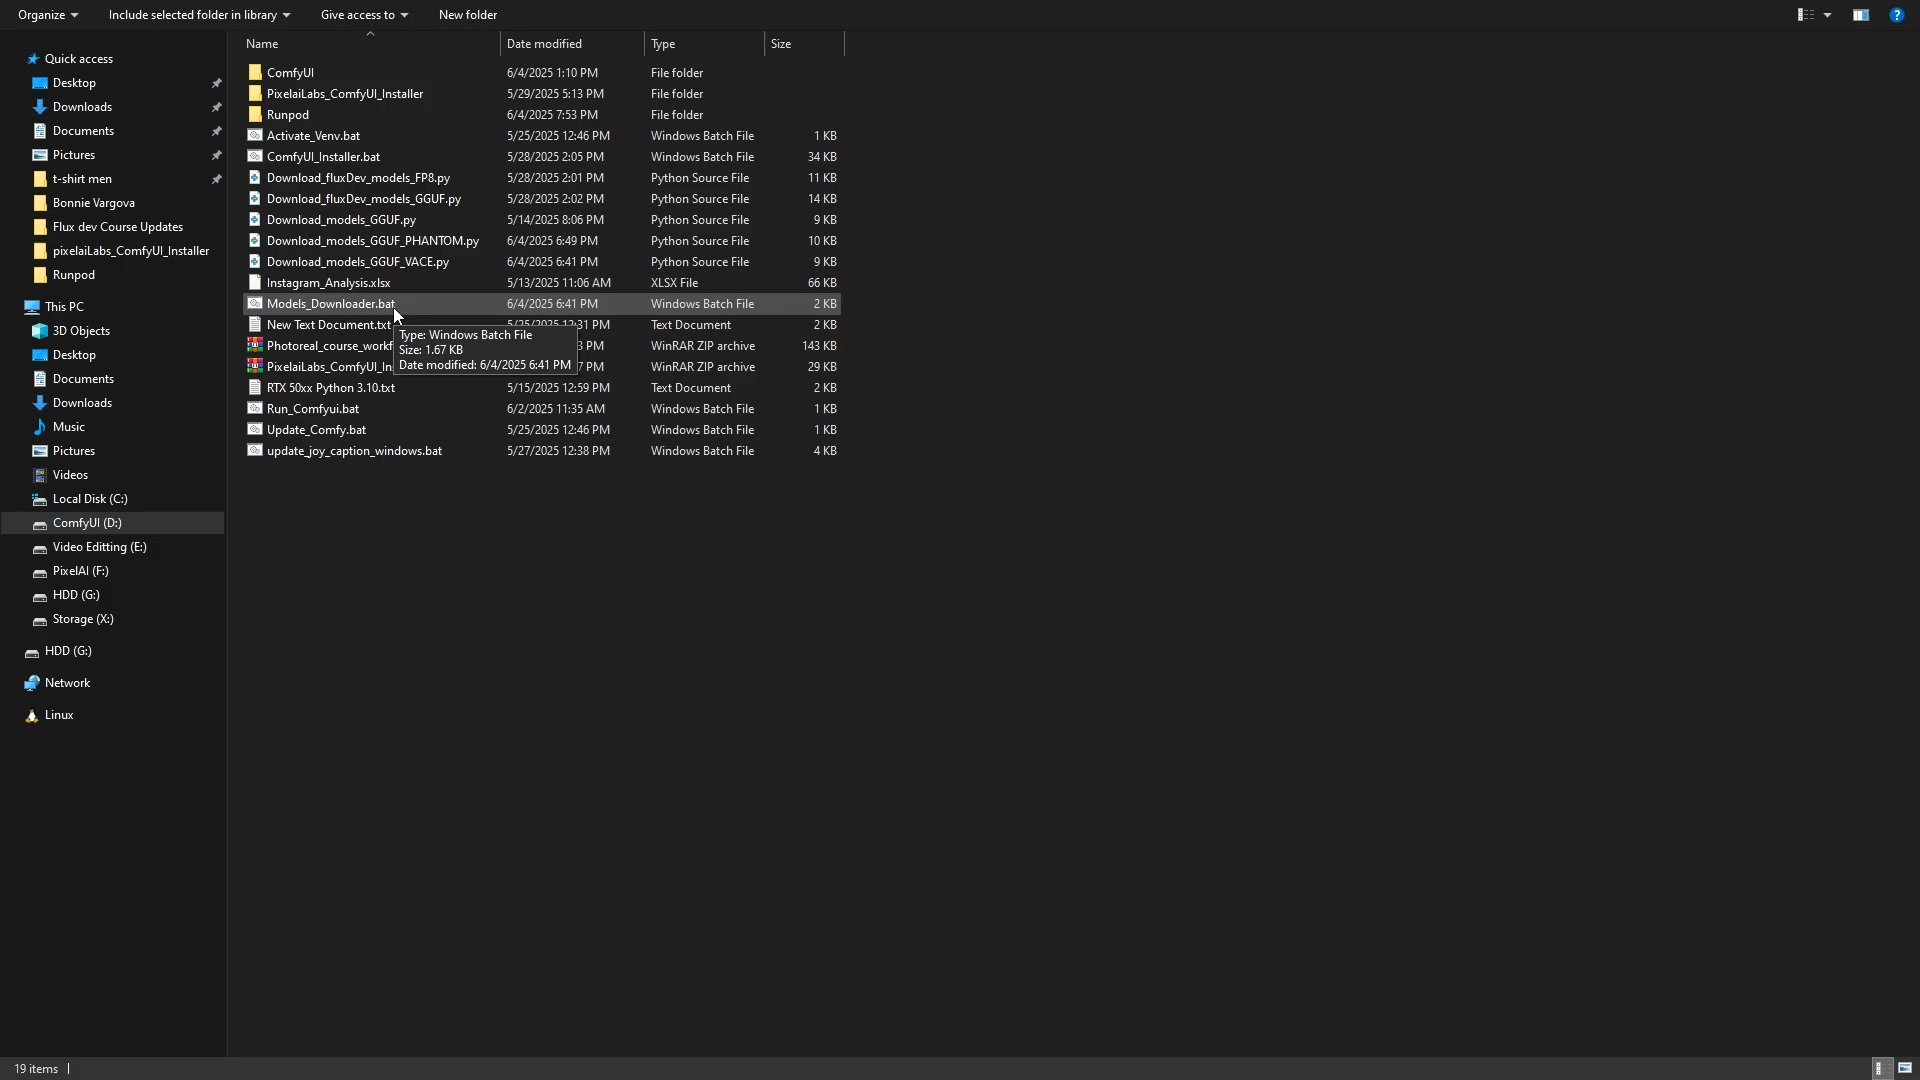 Organize Include selected folder in library Give access to New folder
Name Date modified Type Size
Quick access
Desktop
Downloads
Documents
Pictures
t-shirt men
Bonnie Vargova
Flux dev Course Updates
pixelaiLabs_ComfyUI_Installer
Runpod
This PC
3D Objects
Desktop
Documents
Downloads
Music
Pictures
Videos
Local Disk (C:)
ComfyUI (D:)
Video Editting (E:)
PixelAI (F:)
HDD (G:)
Storage (X:)
HDD (G:)
Network
Linux
ComfyUI 6/4/2025 1:10 PM File folder
PixelaiLabs_ComfyUI_Installer 5/29/2025 5:13 PM File folder
Runpod 6/4/2025 7:53 PM File folder
Activate_Venv.bat 5/25/2025 12:46 PM Windows Batch File 1 KB
ComfyUI_Installer.bat 5/28/2025 2:05 PM Windows Batch File 34 KB
Download_fluxDev_models_FP8.py 5/28/2025 2:01 PM Python Source File 11 KB
Download_fluxDev_models_GGUF.py 5/28/2025 2:02 PM Python Source File 14 KB
Download_models_GGUF.py 5/14/2025 8:06 PM Python Source File 9 KB
Download_models_GGUF_PHANTOM.py 6/4/2025 6:49 PM Python Source File 10 KB
Download_models_GGUF_VACE.py 6/4/2025 6:41 PM Python Source File 9 KB
Instagram_Analysis.xlsx 5/13/2025 11:06 AM XLSX File 66 KB
Models_Downloader.bat 6/4/2025 6:41 PM Windows Batch File 2 KB
New Text Document.txt 5/25/2025 12:31 PM Text Document 2 KB
Photoreal_course_workf 3 PM WinRAR ZIP archive 143 KB
PixelaiLabs_ComfyUI_Ins 7 PM WinRAR ZIP archive 29 KB
RTX 50xx Python 3.10.txt 5/15/2025 12:59 PM Text Document 2 KB
Run_Comfyui.bat 6/2/2025 11:35 AM Windows Batch File 1 KB
Update_Comfy.bat 5/25/2025 12:46 PM Windows Batch File 1 KB
update_joy_caption_windows.bat 5/27/2025 12:38 PM Windows Batch File 4 KB
Type: Windows Batch File
Size: 1.67 KB
Date modified: 6/4/2025 6:41 PM
19 items